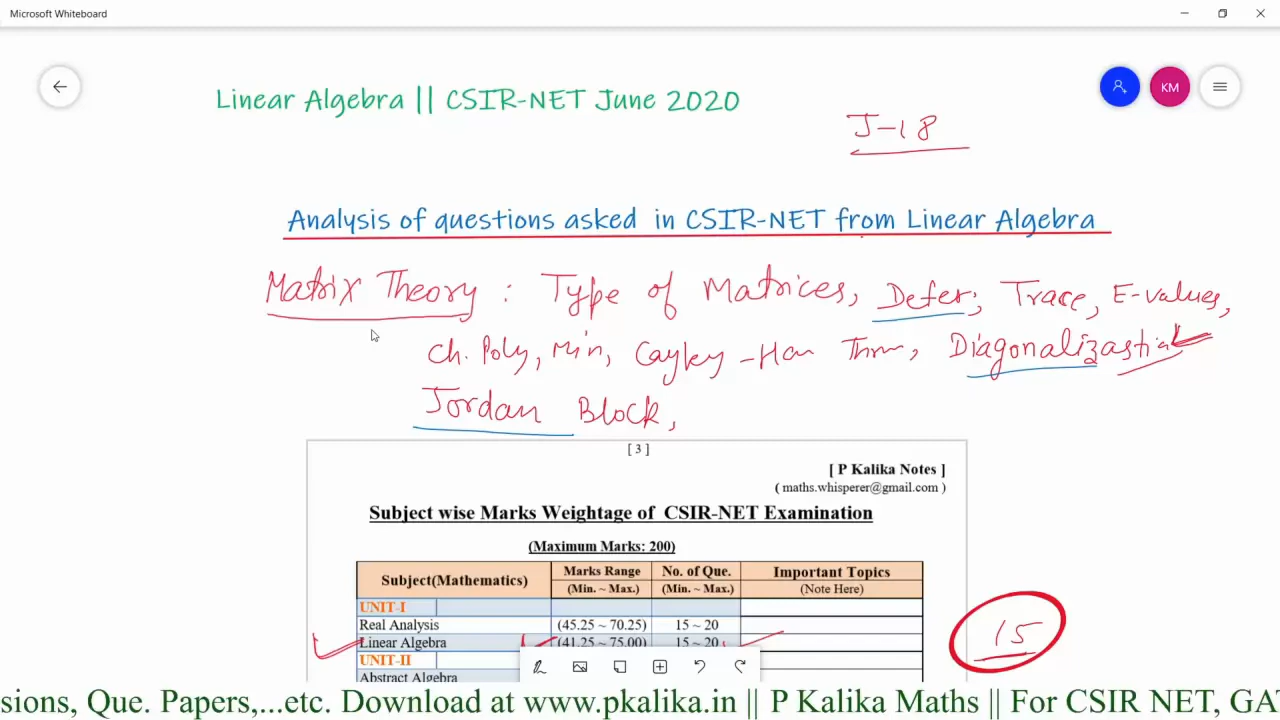 Microsoft Whiteboard
KM
Linear Algebra || CSIR-NET June 2020
J-18
Analysis of questions asked in CSIR-NET from Linear Algebra
Matrix Theory : Type of Matrices, Deter; Trace, E-values,
Ch. Poly, Min, Cayley-Ham Thm, Diagonalization
Jordan Block,
[ 3 ]
[ P Kalika Notes ]
( maths.whisperer@gmail.com )
Subject wise Marks Weightage of CSIR-NET Examination
(Maximum Marks: 200)
Subject(Mathematics) Marks Range (Min. ~ Max.) No. of Que. (Min. ~ Max.) Important Topics (Note Here)
UNIT-I
Real Analysis (45.25 ~ 70.25) 15 ~ 20
Linear Algebra (41.25 ~ 75.00) 15 ~ 20
15
UNIT-II
Abstract Algebra
sions, Que. Papers,...etc. Download at www.pkalika.in || P Kalika Maths || For CSIR NET, GA